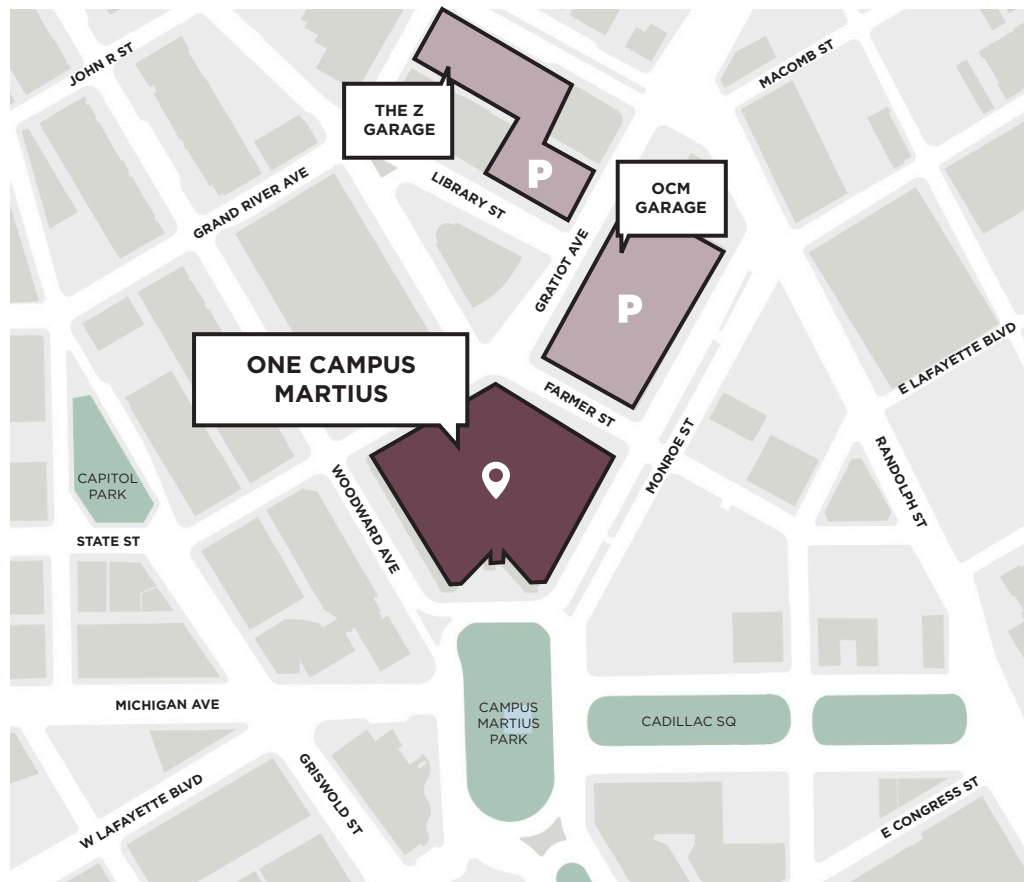 JOHN R ST
MACOMB ST
THE Z
GARAGE
P
OCM
GARAGE
LIBRARY ST
GRAND RIVER AVE
GRATIOT AVE
P
ONE CAMPUS
MARTIUS
E LAFAYETTE BLVD
FARMER ST
MONROE ST
RANDOLPH ST
CAPITOL
PARK
WOODWARD AVE
STATE ST
MICHIGAN AVE
CAMPUS
MARTIUS
PARK
CADILLAC SQ
GRISWOLD ST
W LAFAYETTE BLVD
E CONGRESS ST